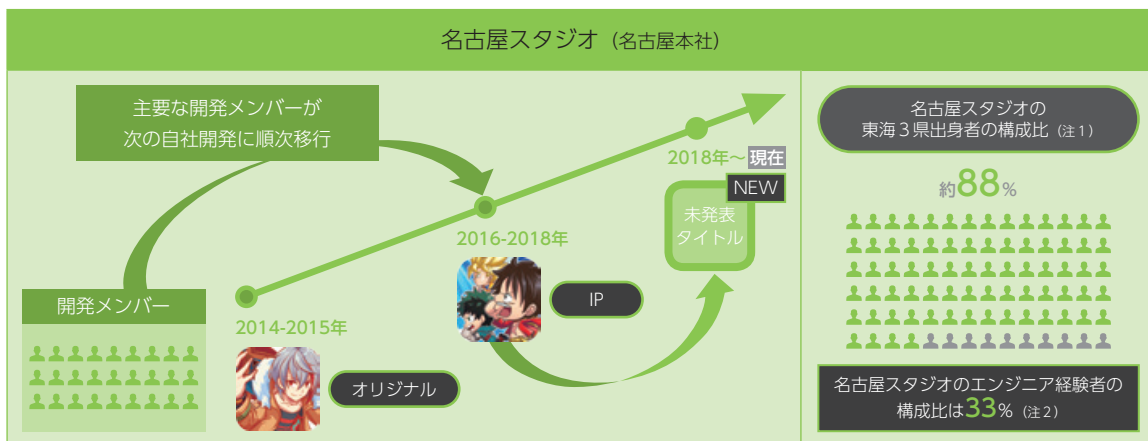 名古屋スタジオ（名古屋本社）
主要な開発メンバーが
次の自社開発に順次移行
開発メンバー
2014-2015年
オリジナル
2016-2018年
IP
2018年～現在
NEW
未発表
タイトル
名古屋スタジオの
東海３県出身者の構成比（注１）
約88%
名古屋スタジオのエンジニア経験者の
構成比は33%（注２）